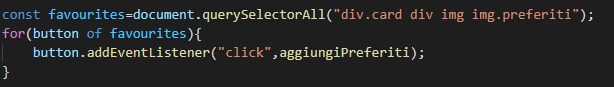 const favourites=document.querySelectorAll("div.card div img img.preferiti");
for(button of favourites){
    button.addEventListener("click",aggiungiPreferiti);
}